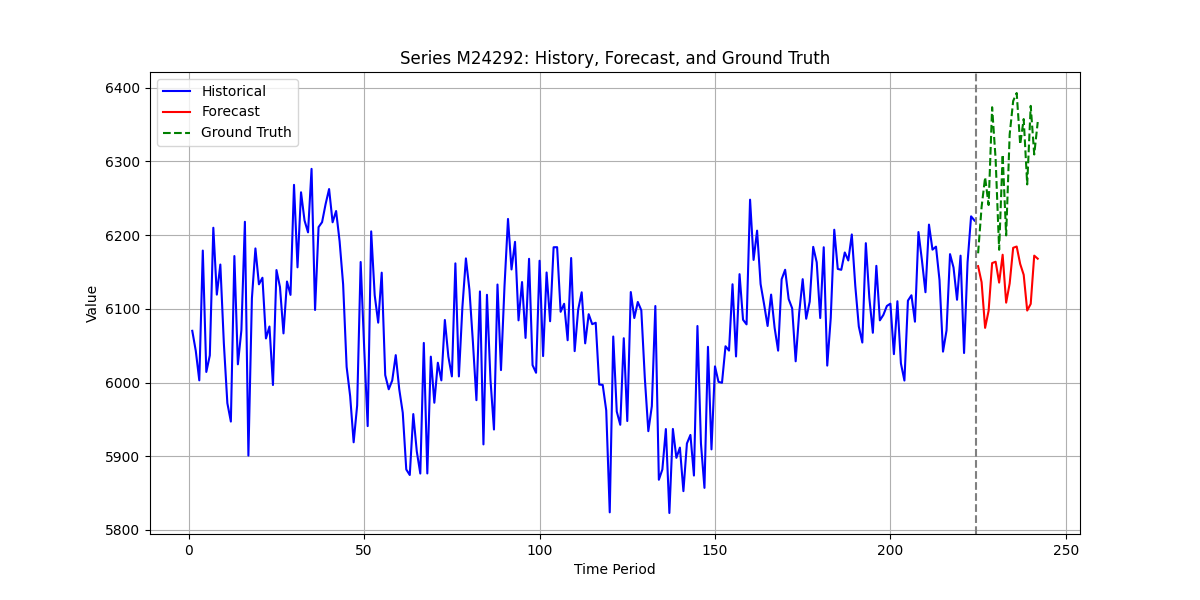 Series M24292: History, Forecast, and Ground Truth
Historical
Forecast
Ground Truth
6400
6300
6200
6100
6000
5900
5800
Value
0
50
100
150
200
250
Time Period